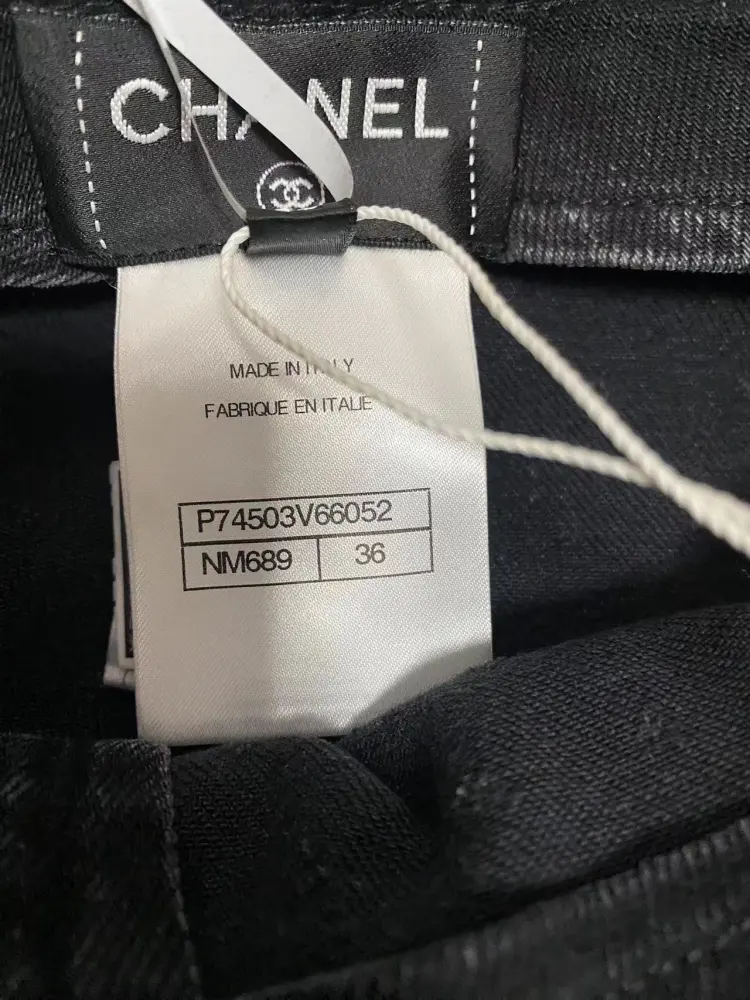 CHANEL
MADE IN ITALY
FABRIQUE EN ITALIE
P74503V66052
NM689 36